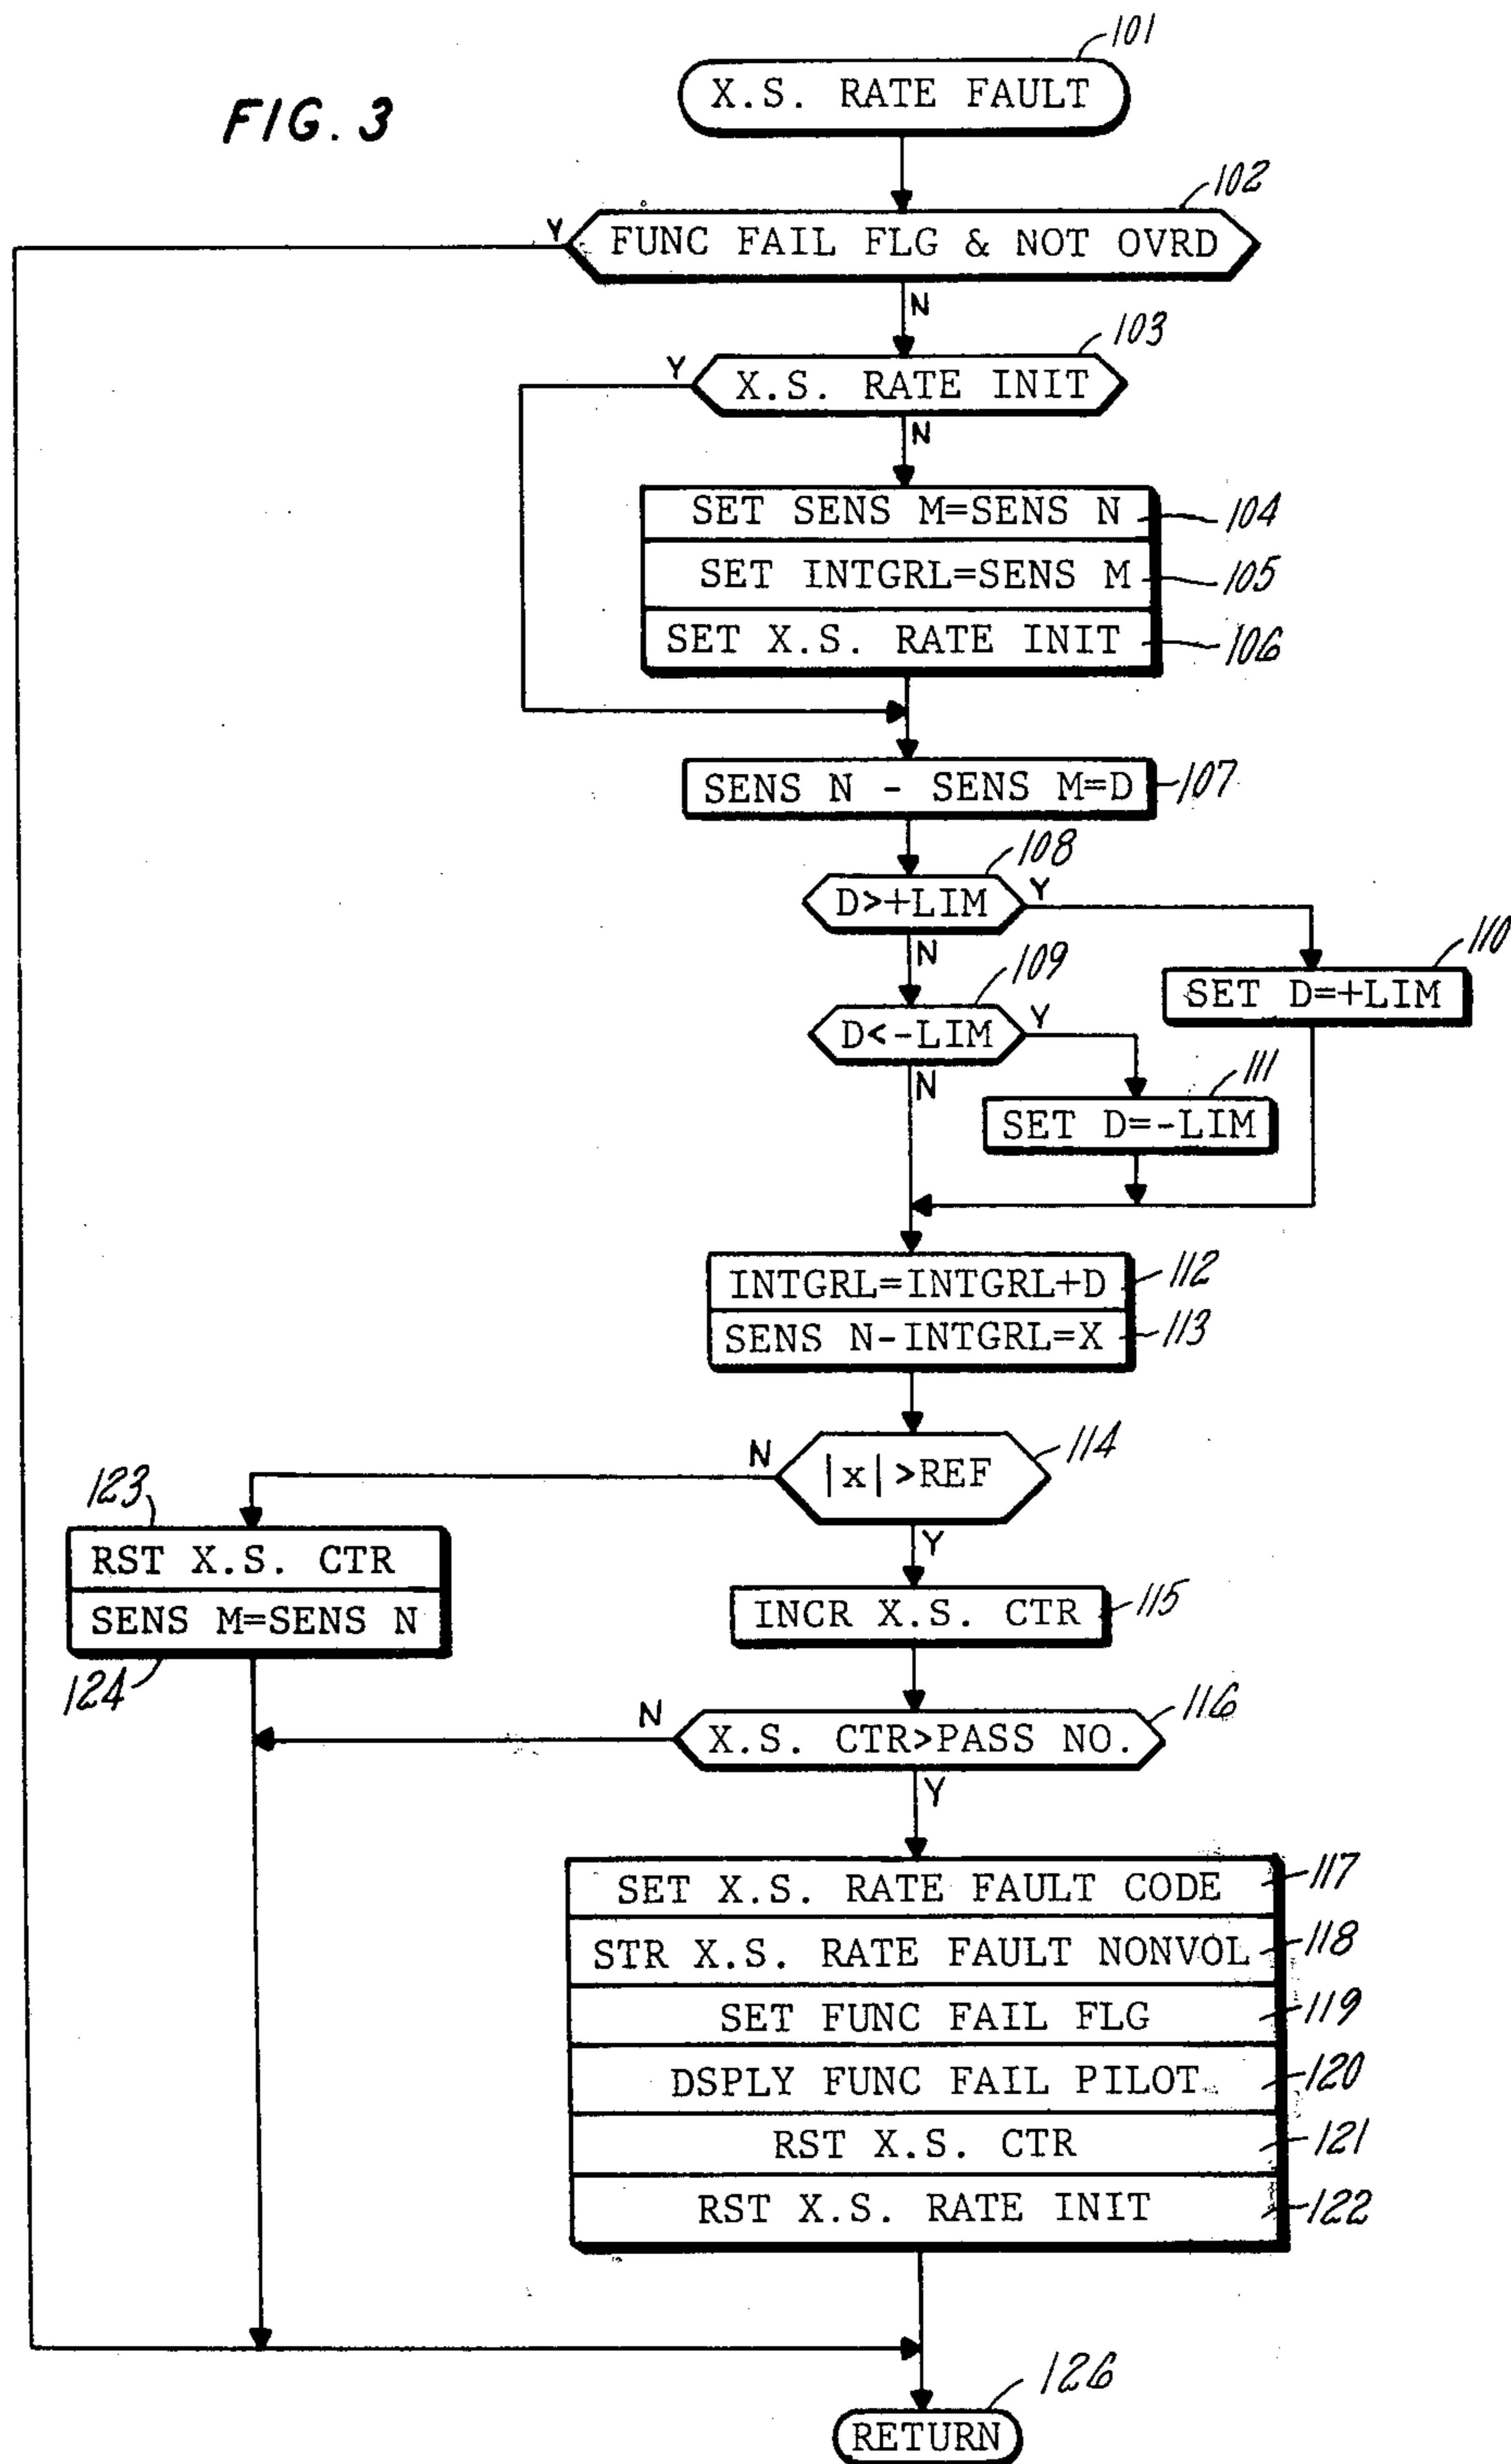 FIG. 3
101
X.S. RATE FAULT
102
Y
FUNC FAIL FLG & NOT OVRD
N
103
Y
X.S. RATE INIT
N
SET SENS M=SENS N
104
SET INTGRL=SENS M
105
SET X.S. RATE INIT
106
SENS N - SENS M=D
107
108
D>+LIM
Y
N
110
SET D=+LIM
109
D<-LIM
Y
N
111
SET D=-LIM
INTGRL=INTGRL+D
112
SENS N-INTGRL=X
113
N
|x|>REF
114
Y
123
RST X.S. CTR
SENS M=SENS N
124
INCR X.S. CTR
115
N
X.S. CTR>PASS NO.
116
Y
SET X.S. RATE FAULT CODE
117
STR X.S. RATE FAULT NONVOL
118
SET FUNC FAIL FLG
119
DSPLY FUNC FAIL PILOT
120
RST X.S. CTR
121
RST X.S. RATE INIT
122
126
RETURN